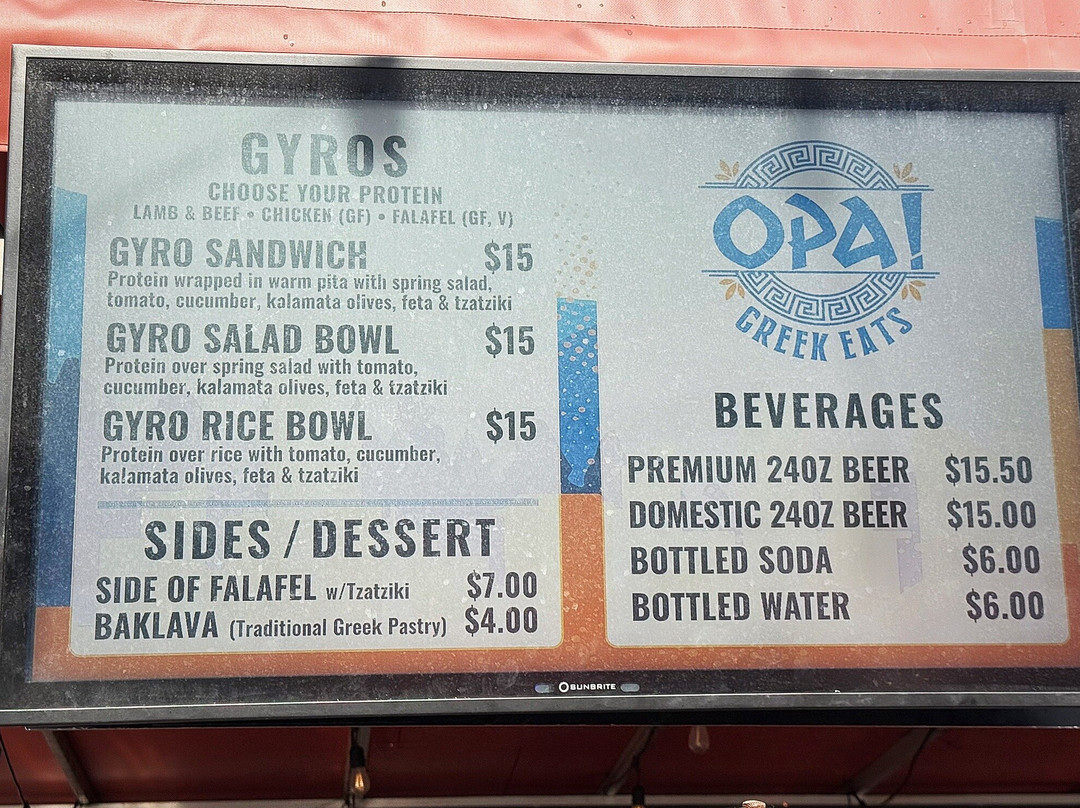 GYROS
CHOOSE YOUR PROTEIN
LAMB & BEEF • CHICKEN (GF) • FALAFEL (GF, V)
GYRO SANDWICH $15
Protein wrapped in warm pita with spring salad,
tomato, cucumber, kalamata olives, feta & tzatziki
GYRO SALAD BOWL $15
Protein over spring salad with tomato,
cucumber, kalamata olives, feta & tzatziki
GYRO RICE BOWL $15
Protein over rice with tomato, cucumber,
kalamata olives, feta & tzatziki
SIDES / DESSERT
SIDE OF FALAFEL w/Tzatziki $7.00
BAKLAVA (Traditional Greek Pastry) $4.00
OPA!
GREEK EATS
BEVERAGES
PREMIUM 24OZ BEER $15.50
DOMESTIC 24OZ BEER $15.00
BOTTLED SODA $6.00
BOTTLED WATER $6.00
SUNBRITE